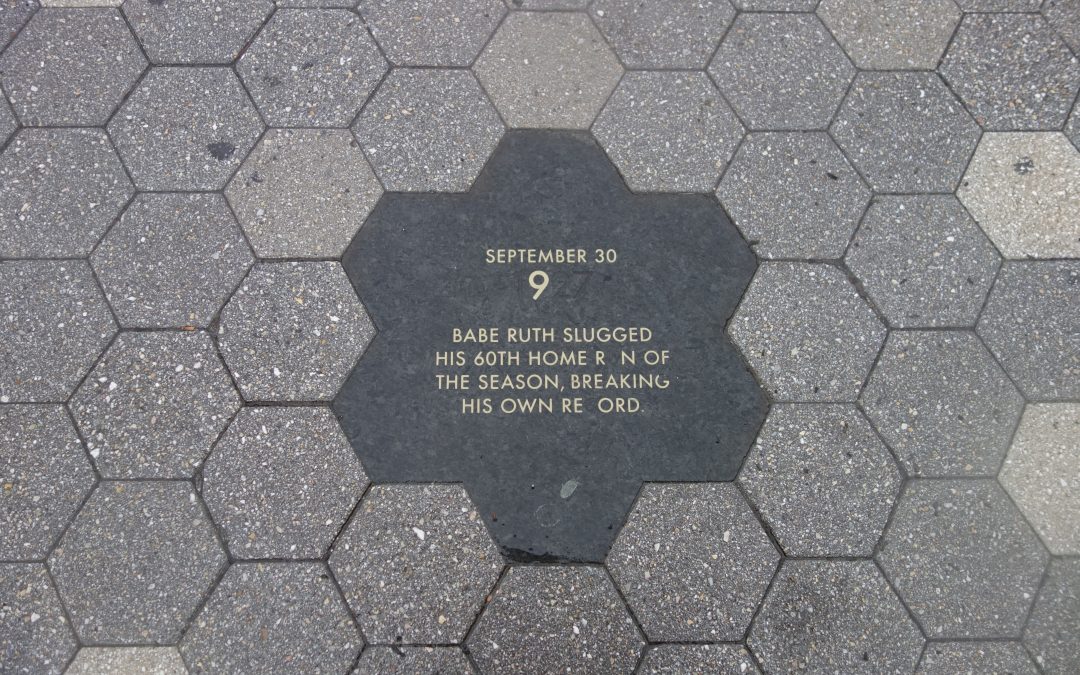 SEPTEMBER 30
9
BABE RUTH SLUGGED
HIS 60TH HOME R N OF
THE SEASON, BREAKING
HIS OWN RE ORD.